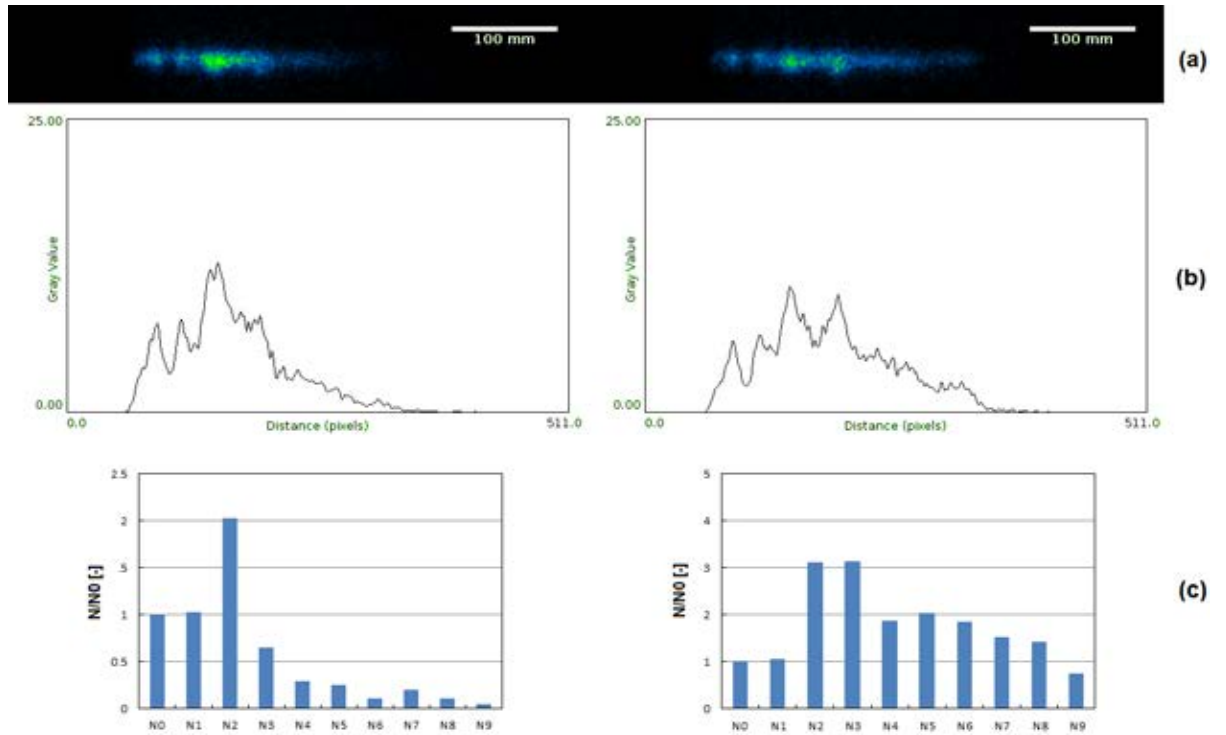 100 mm 100 mm
(a)
25.00 25.00
Gray Value Gray Value
(b)
0.00 0.00
0.0 511.0 0.0 511.0
Distance (pixels) Distance (pixels)
2.5 5
2 4
.5 3
1 2
0.5 1
0 0
N/N0 [-] N/N0 [-]
(c)
N0 N1 N2 N3 N4 N5 N6 N7 N8 N9 N0 N1 N2 N3 N4 N5 N6 N7 N8 N9